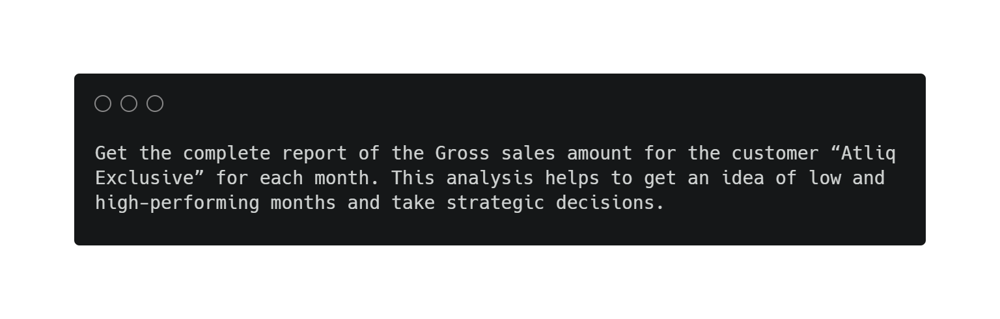 Get the complete report of the Gross sales amount for the customer “Atliq
Exclusive” for each month. This analysis helps to get an idea of low and
high-performing months and take strategic decisions.